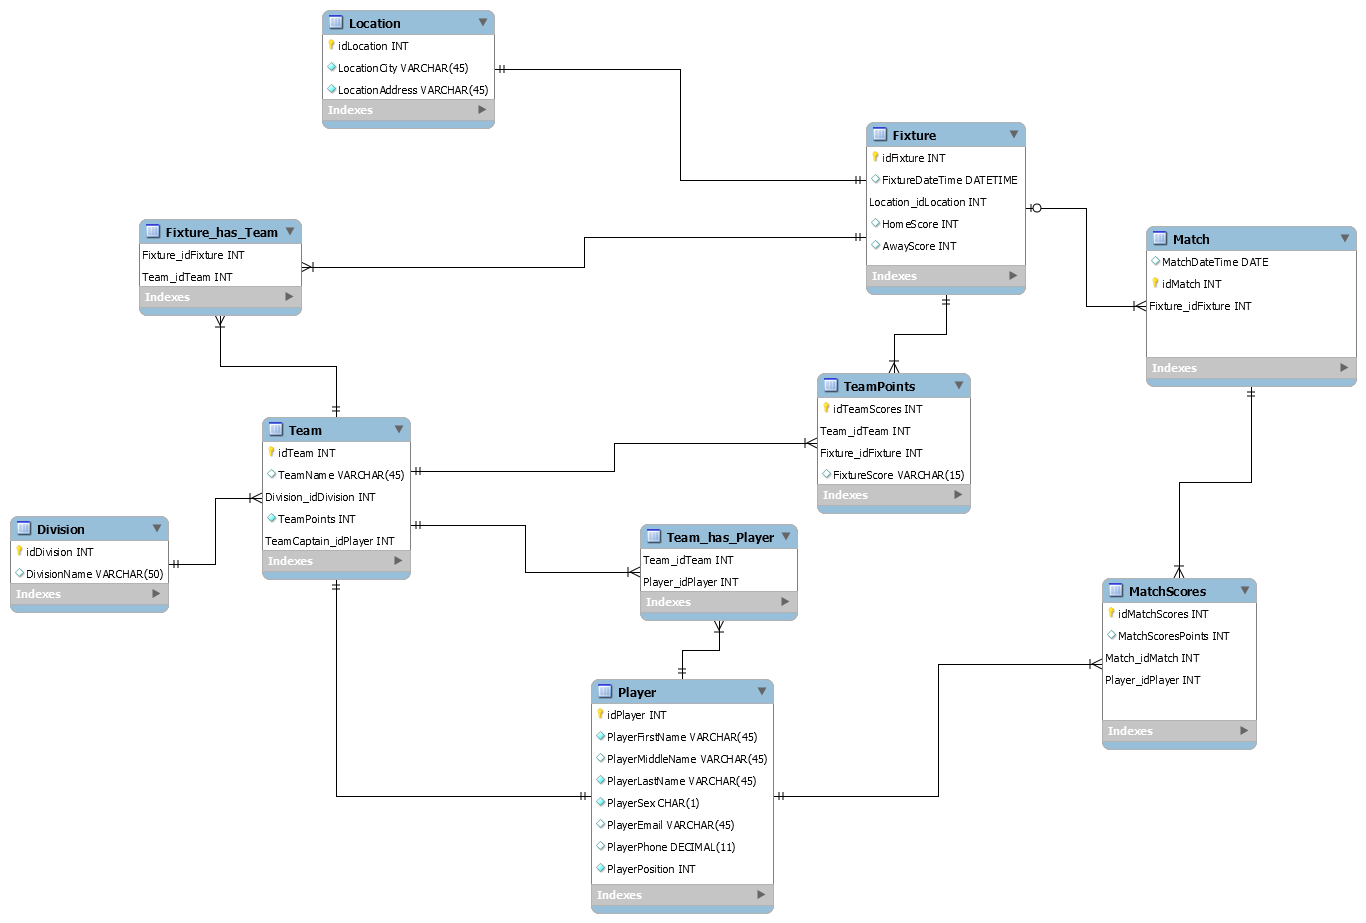 Location
idLocation INT
LocationCity VARCHAR(45)
LocationAddress VARCHAR(45)
Indexes
Fixture
idFixture INT
FixtureDateTime DATETIME
Location_idLocation INT
HomeScore INT
AwayScore INT
Indexes
Fixture_has_Team
Fixture_idFixture INT
Team_idTeam INT
Indexes
Match
MatchDateTime DATE
idMatch INT
Fixture_idFixture INT
Indexes
TeamPoints
idTeamScores INT
Team_idTeam INT
Fixture_idFixture INT
FixtureScore VARCHAR(15)
Indexes
Team
idTeam INT
TeamName VARCHAR(45)
Division_idDivision INT
TeamPoints INT
TeamCaptain_idPlayer INT
Indexes
Division
idDivision INT
DivisionName VARCHAR(50)
Indexes
Team_has_Player
Team_idTeam INT
Player_idPlayer INT
Indexes
MatchScores
idMatchScores INT
MatchScoresPoints INT
Match_idMatch INT
Player_idPlayer INT
Indexes
Player
idPlayer INT
PlayerFirstName VARCHAR(45)
PlayerMiddleName VARCHAR(45)
PlayerLastName VARCHAR(45)
PlayerSex CHAR(1)
PlayerEmail VARCHAR(45)
PlayerPhone DECIMAL(11)
PlayerPosition INT
Indexes